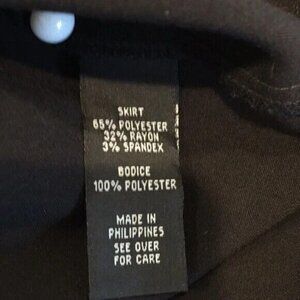 SKIRT
65% POLYESTER
32% RAYON
3% SPANDEX
BODICE
100% POLYESTER
MADE IN
PHILIPPINES
SEE OVER
FOR CARE